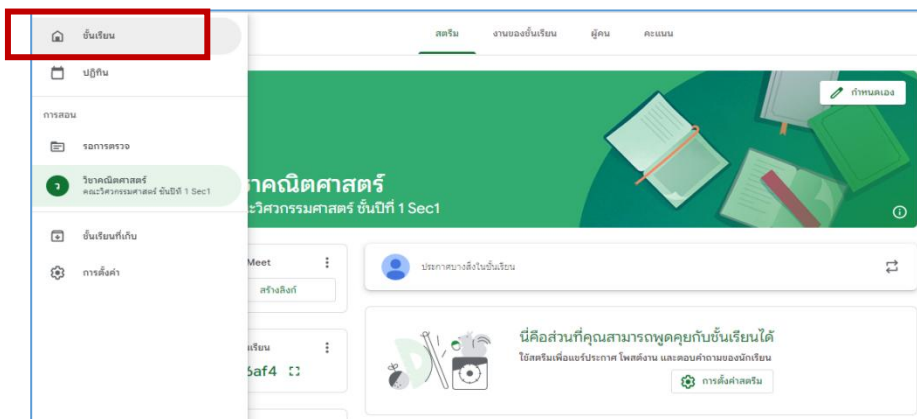 ชั้นเรียน
ปฏิทิน
การสอน
รอการตรวจ
ว
วิชาคณิตศาสตร์
คณะวิศวกรรมศาสตร์ ชั้นปีที่ 1 Sec1
ชั้นเรียนที่เก็บ
การตั้งค่า
สตรีม งานของชั้นเรียน ผู้คน คะแนน
กำหนดเอง
าคณิตศาสตร์
ะวิศวกรรมศาสตร์ ชั้นปีที่ 1 Sec1
Meet
สร้างลิงก์
เรียน
6af4
ประกาศบางสิ่งในชั้นเรียน
นี่คือส่วนที่คุณสามารถพูดคุยกับชั้นเรียนได้
ใช้สตรีมเพื่อแชร์ประกาศ โพสต์งาน และตอบคำถามของนักเรียน
การตั้งค่าสตรีม